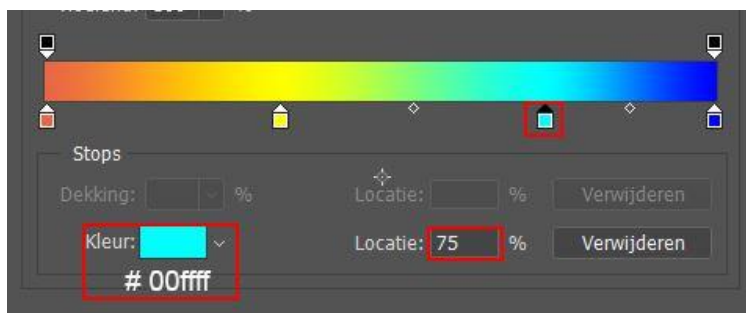 Stops
Dekking: %
Locatie: %
Verwijderen
Kleur:
Locatie: 75 %
Verwijderen
# 00ffff